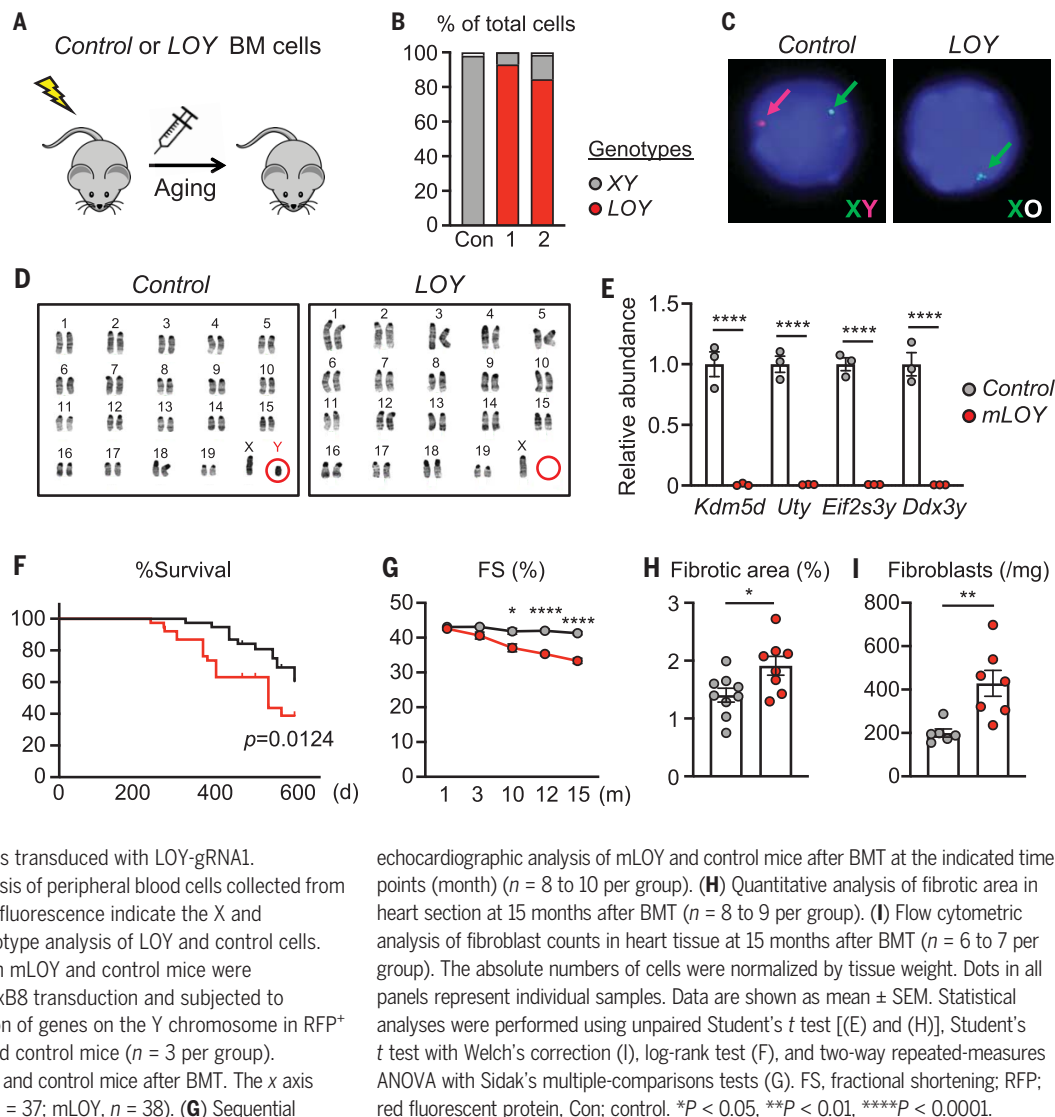 A
Control or LOY BM cells
Aging
B
% of total cells
100
80
60
40
20
0
Con 1 2
Genotypes
XY
LOY
C
Control LOY
XY
XO
D
Control LOY
1 2 3 4 5
6 7 8 9 10
11 12 13 14 15
16 17 18 19 X Y
1 2 3 4 5
6 7 8 9 10
11 12 13 14 15
16 17 18 19 X
E
Relative abundance
1.5
1.0
0.5
0
**** **** **** ****
Kdm5d Uty Eif2s3y Ddx3y
Control
mLOY
F
%Survival
100
80
60
40
20
0
p=0.0124
0 200 400 600 (d)
G
FS (%)
50
40
30
20
10
0
* **** ****
1 3 10 12 15 (m)
H
Fibrotic area (%)
3
2
1
0
*
I
Fibroblasts (/mg)
800
600
400
200
0
**
s transduced with LOY-gRNA1.
sis of peripheral blood cells collected from
fluorescence indicate the X and
otype analysis of LOY and control cells.
n mLOY and control mice were
xB8 transduction and subjected to
on of genes on the Y chromosome in RFP+
d control mice (n = 3 per group).
and control mice after BMT. The x axis
= 37; mLOY, n = 38). (G) Sequential
echocardiographic analysis of mLOY and control mice after BMT at the indicated time
points (month) (n = 8 to 10 per group). (H) Quantitative analysis of fibrotic area in
heart section at 15 months after BMT (n = 8 to 9 per group). (I) Flow cytometric
analysis of fibroblast counts in heart tissue at 15 months after BMT (n = 6 to 7 per
group). The absolute numbers of cells were normalized by tissue weight. Dots in all
panels represent individual samples. Data are shown as mean ± SEM. Statistical
analyses were performed using unpaired Student's t test [(E) and (H)], Student's
t test with Welch's correction (I), log-rank test (F), and two-way repeated-measures
ANOVA with Sidak's multiple-comparisons tests (G). FS, fractional shortening; RFP;
red fluorescent protein, Con; control. *P < 0.05, **P < 0.01, ****P < 0.0001.